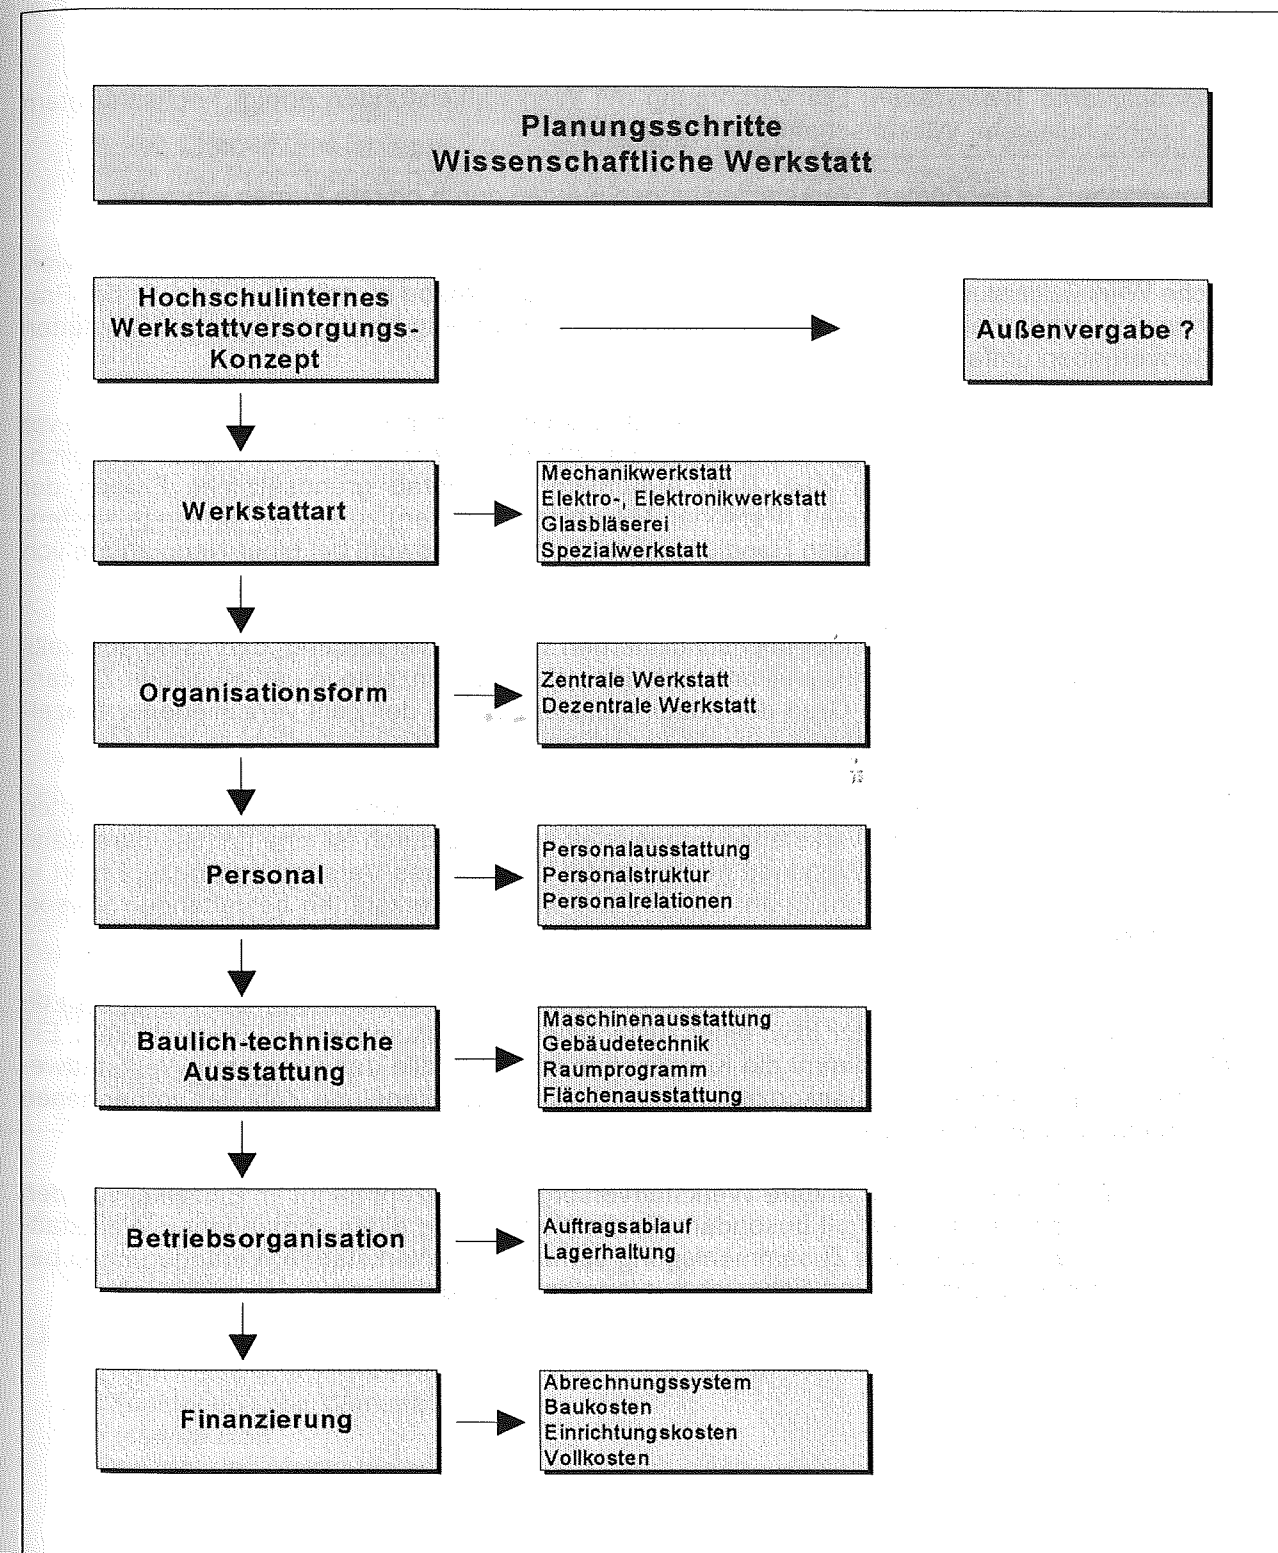 Planungsschritte
Wissenschaftliche Werkstatt
Hochschulinternes
Werkstattversorgungs-
Konzept
Außenvergabe ?
Werkstattart
Mechanikwerkstatt
Elektro-, Elektronikwerkstatt
Glasbläserei
Spezialwerkstatt
Organisationsform
Zentrale Werkstatt
Dezentrale Werkstatt
Personal
Personalausstattung
Personalstruktur
Personalrelationen
Baulich-technische
Ausstattung
Maschinenausstattung
Gebäudetechnik
Raumprogramm
Flächenausstattung
Betriebsorganisation
Auftragsablauf
Lagerhaltung
Finanzierung
Abrechnungssystem
Baukosten
Einrichtungskosten
Vollkosten